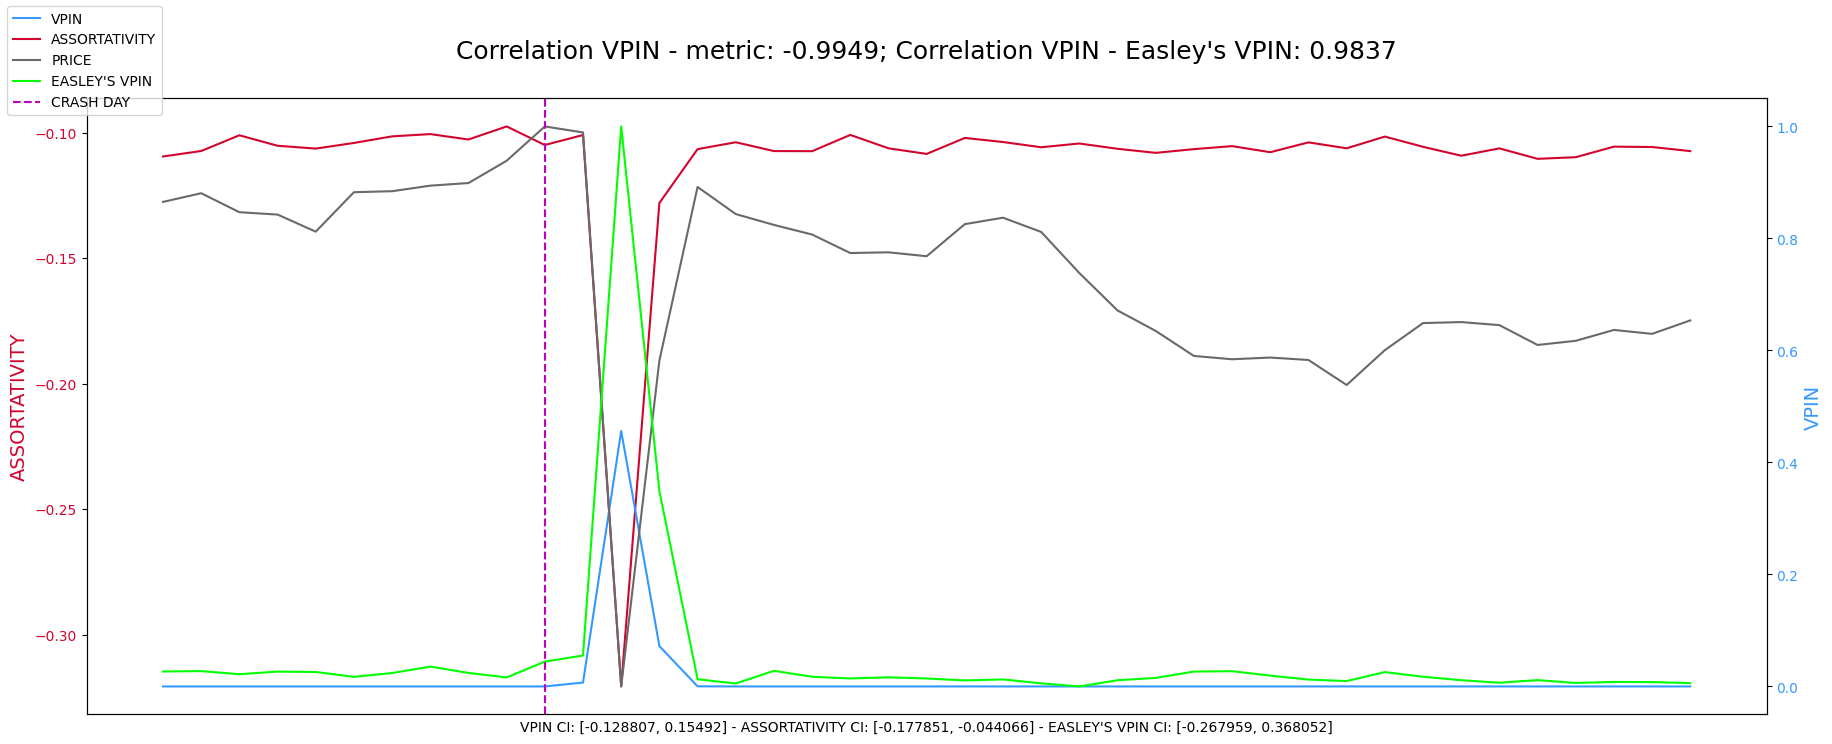 VPIN
ASSORTATIVITY
PRICE
EASLEY'S VPIN
CRASH DAY
Correlation VPIN - metric: -0.9949; Correlation VPIN - Easley's VPIN: 0.9837
ASSORTATIVITY
−0.10
−0.15
−0.20
−0.25
−0.30
1.0
0.8
0.6
0.4
0.2
0.0
VPIN
VPIN CI: [-0.128807, 0.15492] - ASSORTATIVITY CI: [-0.177851, -0.044066] - EASLEY'S VPIN CI: [-0.267959, 0.368052]